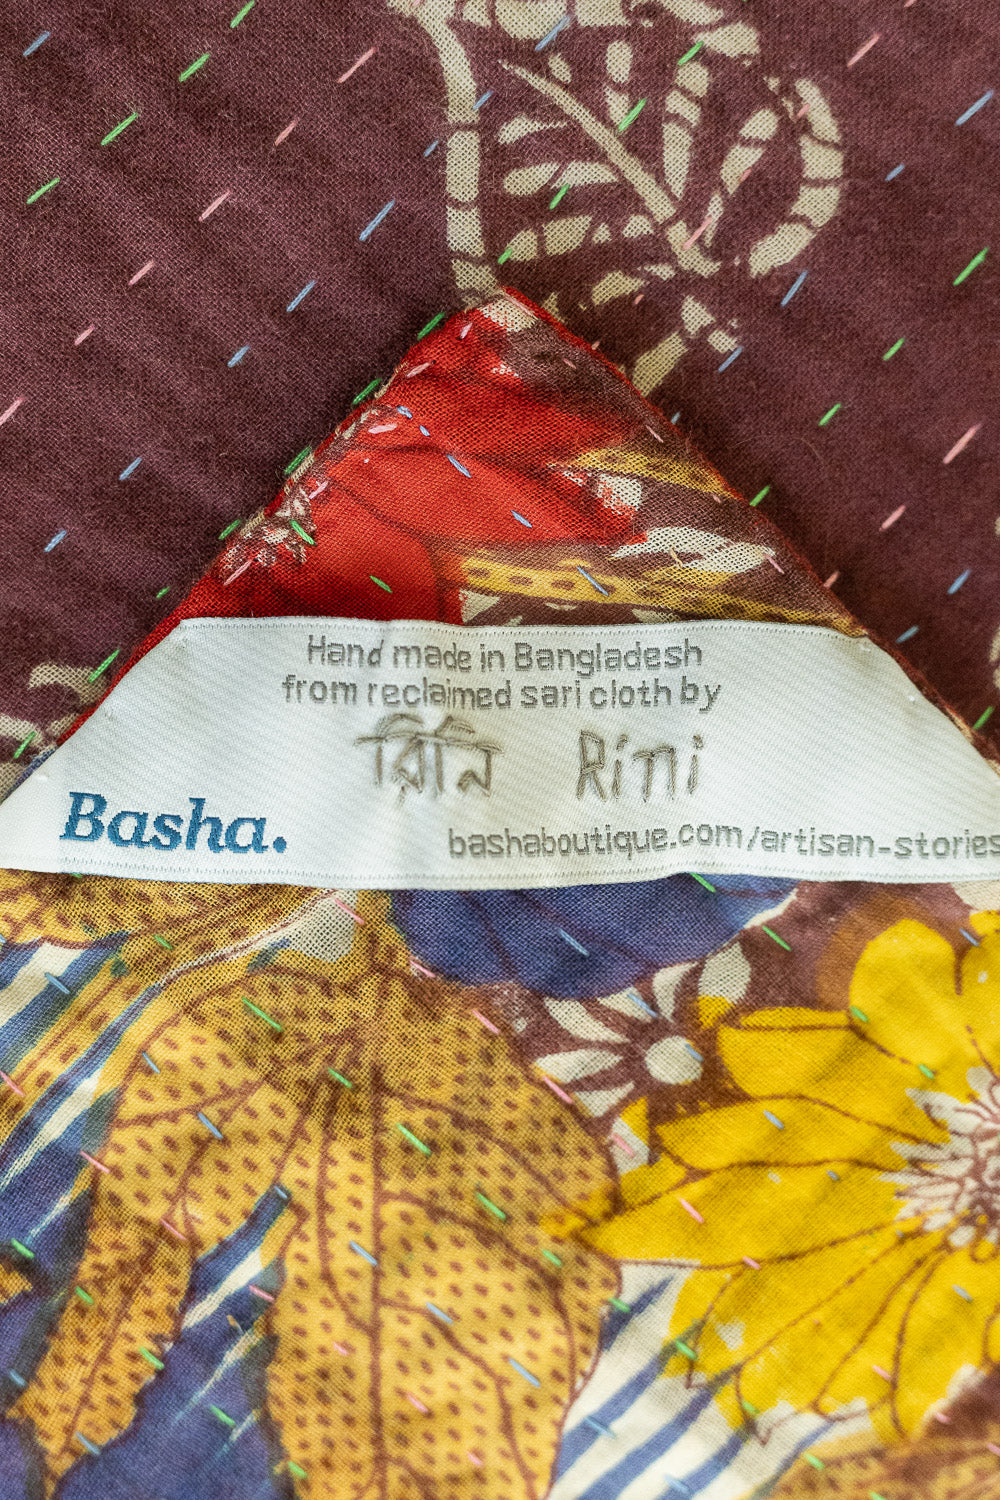 Hand made in Bangladesh
from reclaimed sari cloth by
রিনি Rini
Basha.
bashaboutique.com/artisan-stories